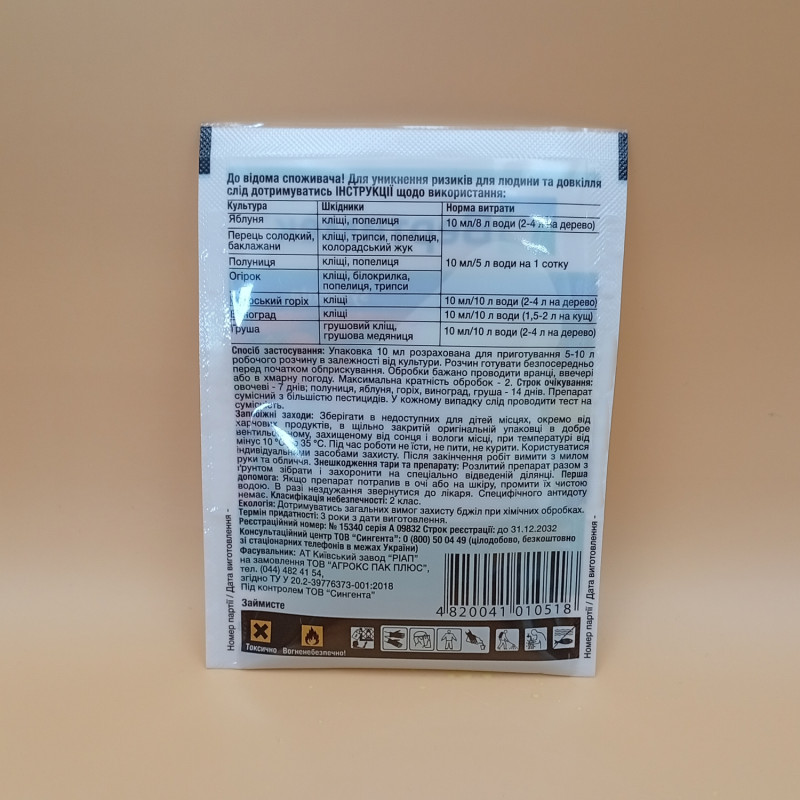 До відома споживача! Для уникнення ризиків для людини та довкілля
слід дотримуватись ІНСТРУКЦІЇ щодо використання:
Культура Шкідники Норма витрати
Яблуня кліщі, попелиця 10 мл/8 л води (2-4 л на дерево)
Перець солодкий, баклажани кліщі, трипси, попелиця, колорадський жук
Полуниця кліщі, попелиця 10 мл/5 л води на 1 сотку
Огірок кліщі, білокрилка, попелиця, трипси
горіх кліщі 10 мл/10 л води (2-4 л на дерево)
кліщі 10 мл/10 л води (1,5-2 л на кущ)
Груша грушовий кліщ, грушова медяниця 10 мл/10 л води (2-4 л на дерево)
Спосіб застосування: Упаковка 10 мл розрахована для приготування 5-10 л
робочого розчину в залежності від культури. Розчин готувати безпосередньо
перед початком обприскування. Обробки бажано проводити вранці, ввечері
або в хмарну погоду. Максимальна кратність обробок - 2. Строк очікування:
овочеві - 7 днів; полуниця, яблуня, горіх, виноград, груша - 14 днів. Препарат
сумісний з більшістю пестицидів. У кожному випадку слід проводити тест на
сумісність.
Запобіжні заходи: Зберігати в недоступних для дітей місцях, окремо від
харчових продуктів, в щільно закритій оригінальній упаковці в добре
вентильованому, захищеному від сонця і вологи місці, при температурі від
мінус 10 °С до 35 °С. Під час роботи не їсти, не пити, не курити. Користуватися
індивідуальними засобами захисту. Після закінчення робіт вимити з милом
руки та обличчя. Знешкодження тари та препарату: Розлитий препарат разом з
ґрунтом зібрати і захоронити на спеціально відведеній ділянці. Перша
допомога: Якщо препарат потрапив в очі або на шкіру, промити їх чистою
водою. В разі нездужання звернутися до лікаря. Специфічного антидоту
немає. Класифікація небезпечності: 2 клас.
Екологія: Дотримуватись загальних вимог захисту бджіл при хімічних обробках.
Термін придатності: 3 роки з дати виготовлення.
Реєстраційний номер: № 15340 серія А 09832 Строк реєстрації: до 31.12.2032
Консультаційний центр ТОВ "Сингента": 0 (800) 50 04 49 (цілодобово, безкоштовно
зі стаціонарних телефонів в межах України)
Фасувальник: АТ Київський завод "РІАП"
на замовлення ТОВ "АГРОКС ПАК ПЛЮС",
тел. (044) 482 41 54,
згідно ТУ У 20.2-39776373-001:2018
Під контролем ТОВ "Сингента"
Займисте
4 820041 010518
Токсично Вогненебезпечно!
Номер партії / Дата виготовлення -
Номер партії / Дата виготовлення -